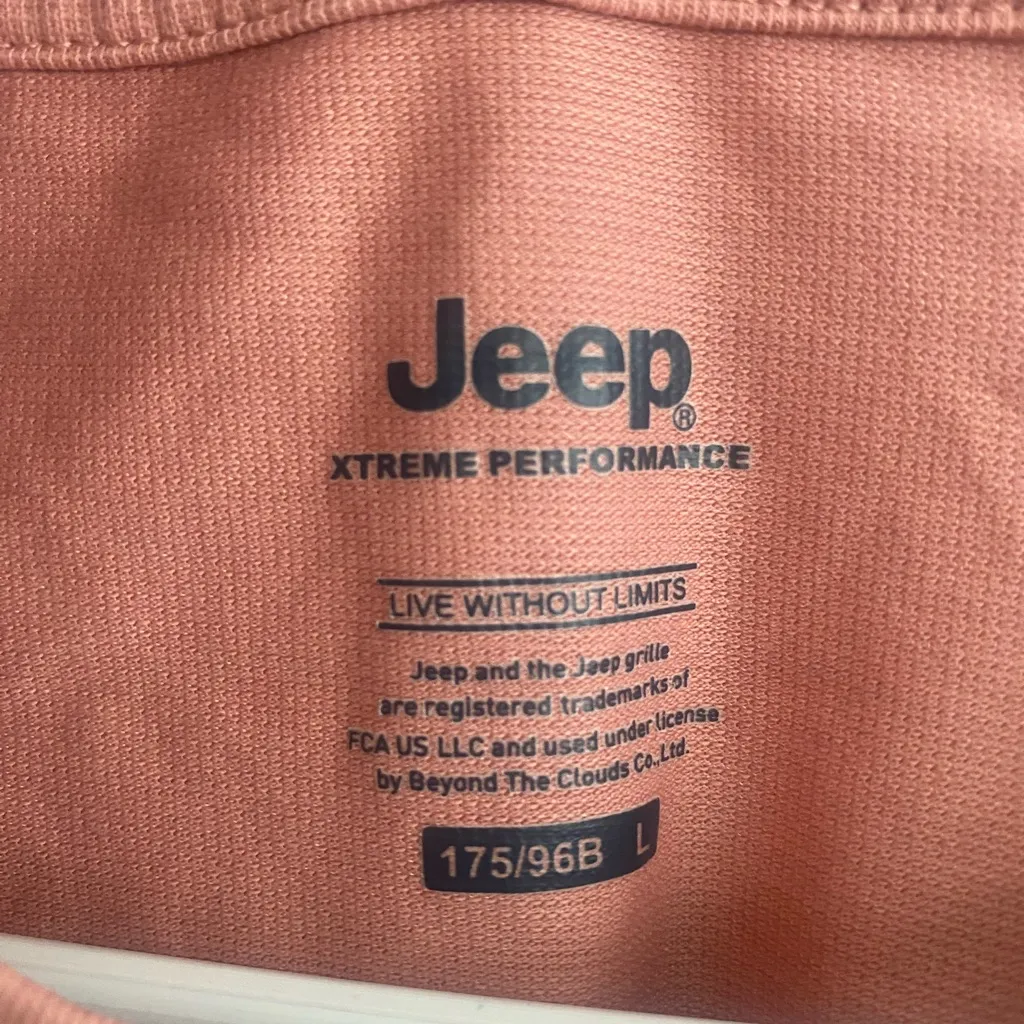 Jeep®
XTREME PERFORMANCE
LIVE WITHOUT LIMITS
Jeep and the Jeep grille
are registered trademarks of
FCA US LLC and used under license
by Beyond The Clouds Co.,Ltd.
175/96B L